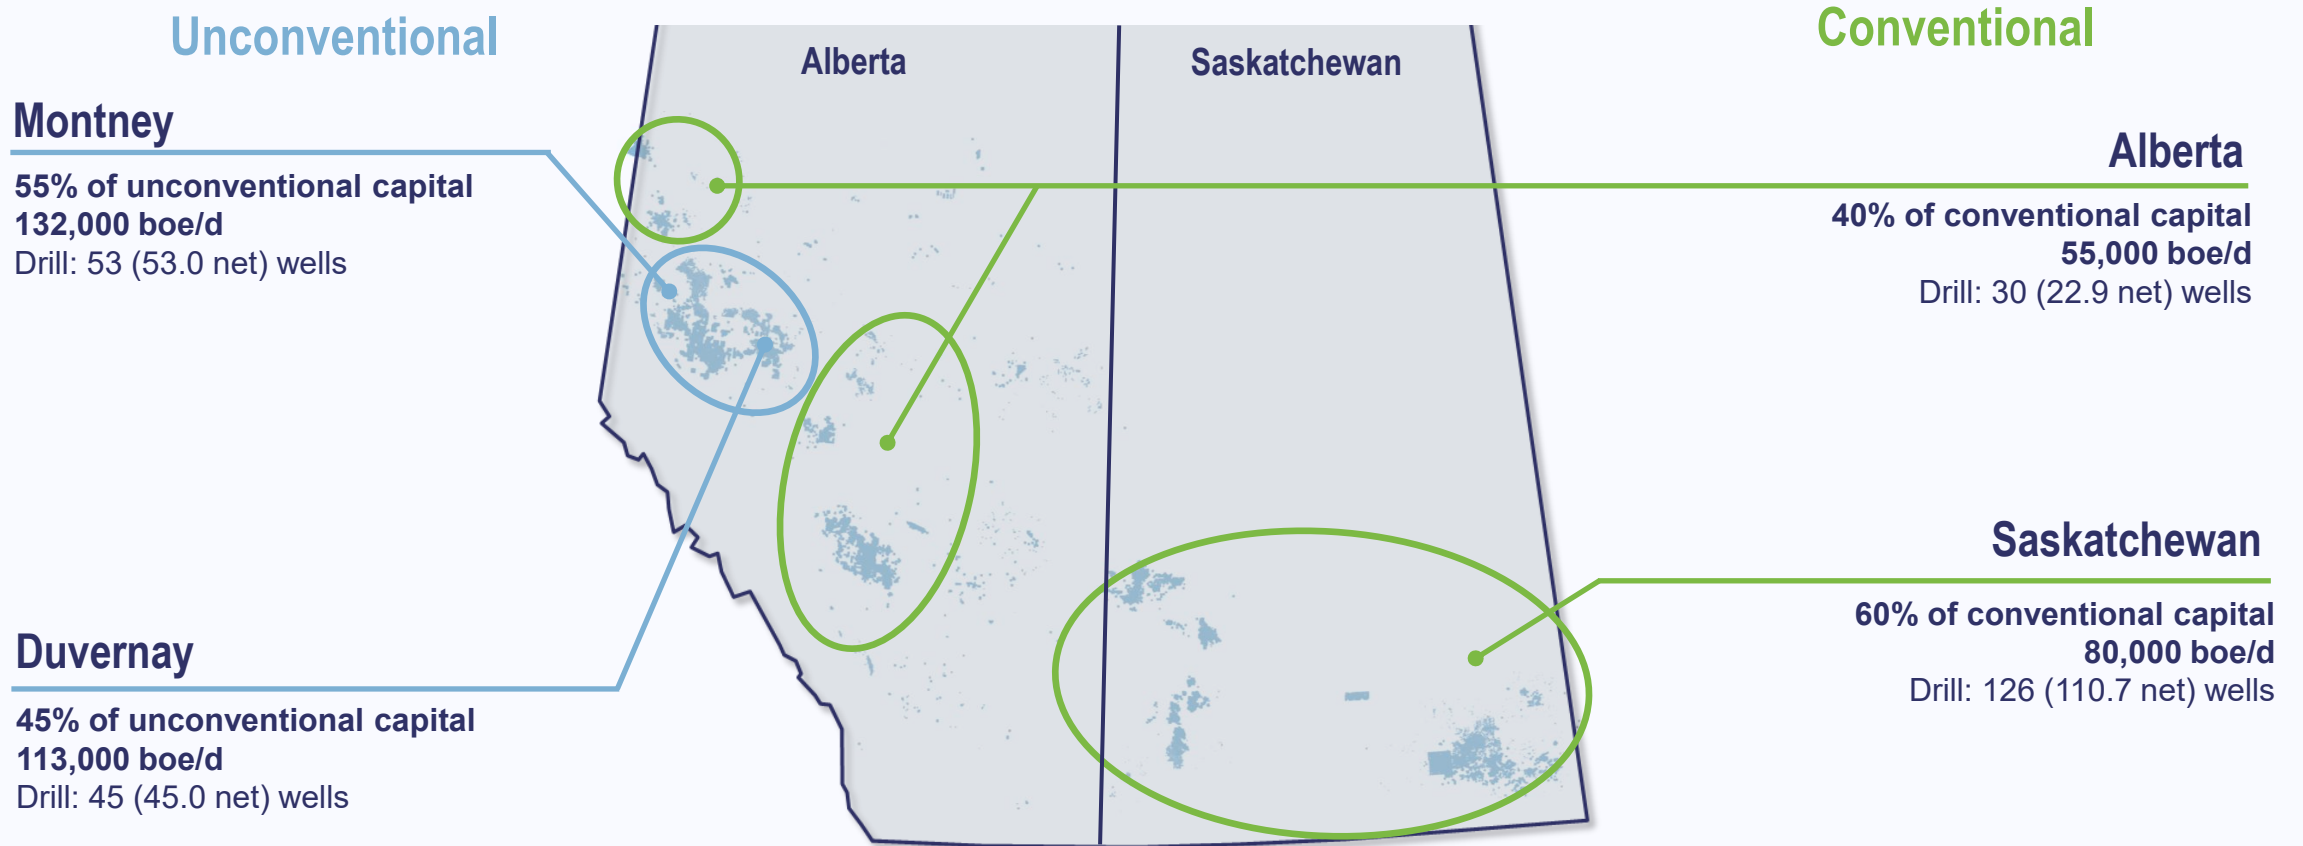 Unconventional
Montney
55% of unconventional capital
132,000 boe/d
Drill: 53 (53.0 net) wells
Duvernay
45% of unconventional capital
113,000 boe/d
Drill: 45 (45.0 net) wells
Alberta
Saskatchewan
Conventional
Alberta
40% of conventional capital
55,000 boe/d
Drill: 30 (22.9 net) wells
Saskatchewan
60% of conventional capital
80,000 boe/d
Drill: 126 (110.7 net) wells